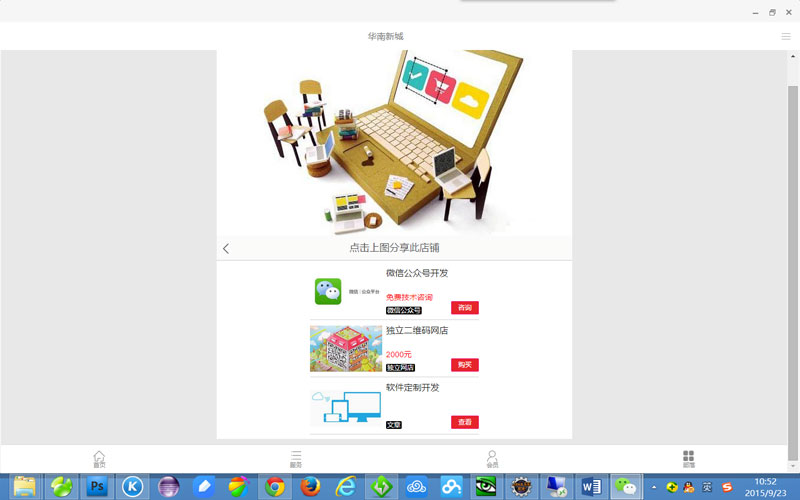 华南新城
点击上图分享此店铺
微信公众号开发
微信 | 公众平台
免费技术咨询
微信公众号
咨询
独立二维码网店
2000元
独立网店
购买
软件定制开发
文章
查看
首页
服务
会员
Ps
K
W
英
S
10:52
2015/9/23